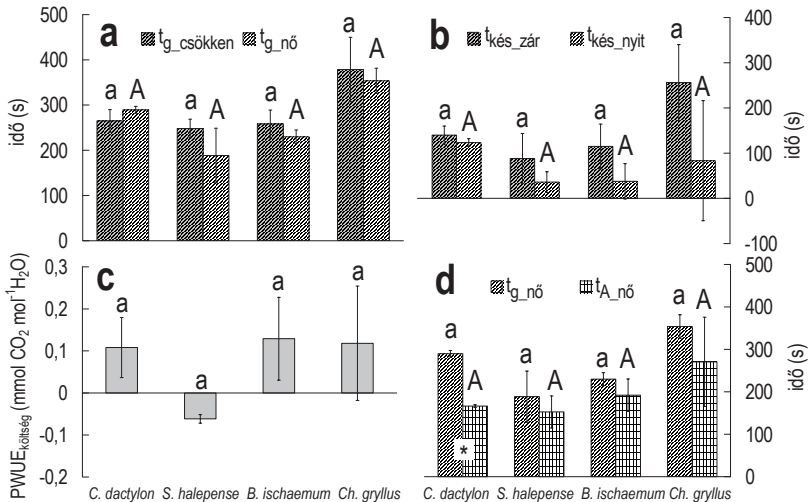 a
t_g_csökken
t_g_nő
idő (s)
500
400
300
200
100
0
a A a A a A a A
b
t_kés_zár
t_kés_nyit
idő (s)
400
300
200
100
0
-100
a A a A a A a A
c
PWUE_költség (mmol CO₂ mol⁻¹H₂O)
0,3
0,2
0,1
0
-0,1
-0,2
a a a a
C. dactylon S. halepense B. ischaemum Ch. gryllus
d
t_g_nő
t_A_nő
idő (s)
500
400
300
200
100
0
a A a A a A a A
*
C. dactylon S. halepense B. ischaemum Ch. gryllus